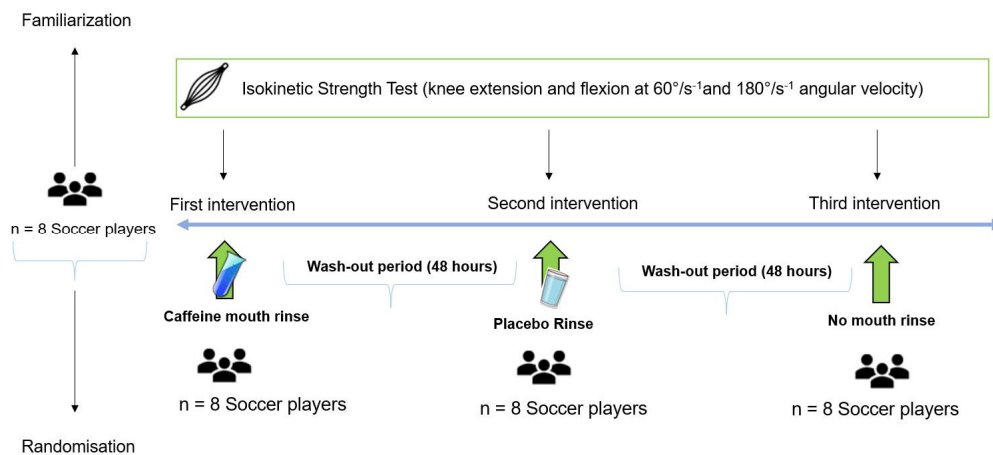 Familiarization
Isokinetic Strength Test (knee extension and flexion at 60°/s⁻¹and 180°/s⁻¹ angular velocity)
n = 8 Soccer players
First intervention
Second intervention
Third intervention
Wash-out period (48 hours)
Wash-out period (48 hours)
Caffeine mouth rinse
Placebo Rinse
No mouth rinse
n = 8 Soccer players
n = 8 Soccer players
n = 8 Soccer players
Randomisation